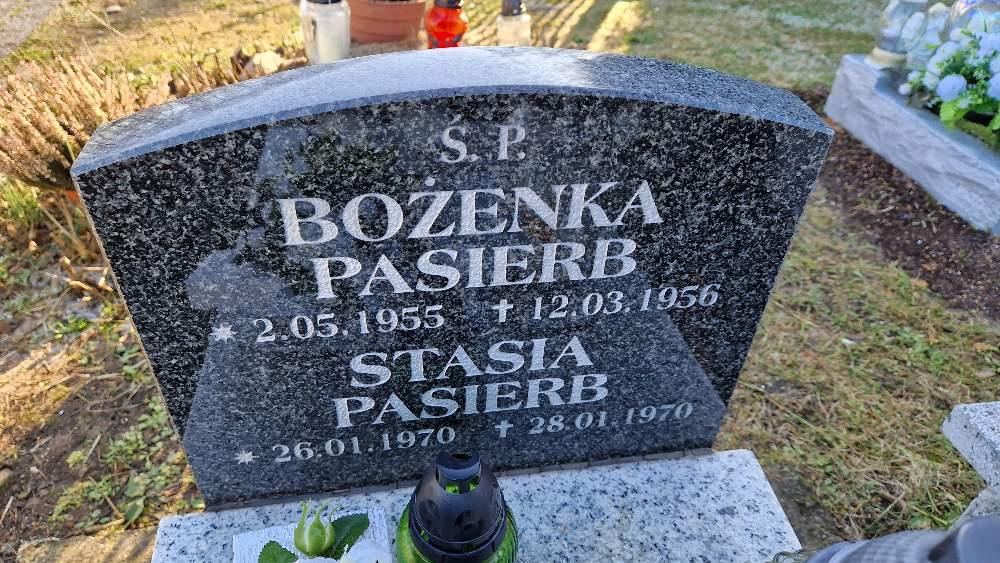 Ś. P.
BOŻENKA
PASIERB
* 2.05.1955 † 12.03.1956
STASIA
PASIERB
* 26.01.1970 † 28.01.1970